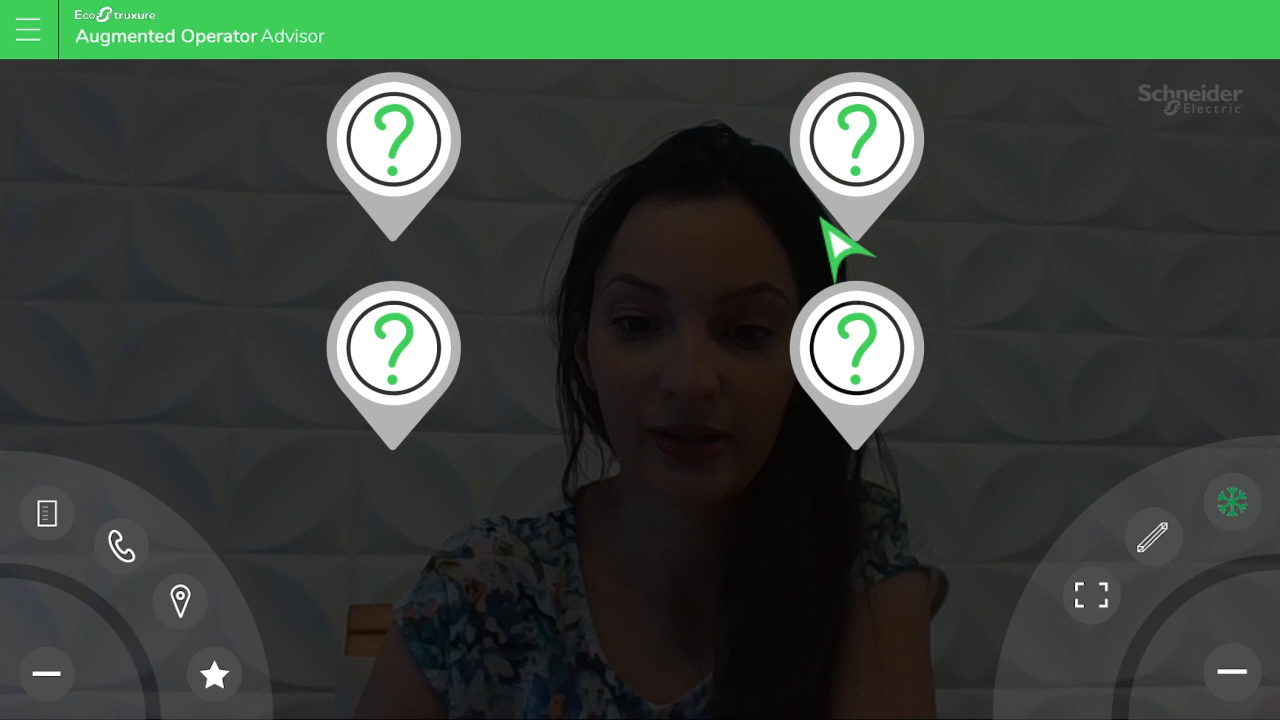 EcoStruxure
Augmented Operator Advisor
Schneider
Electric
?
?
?
?